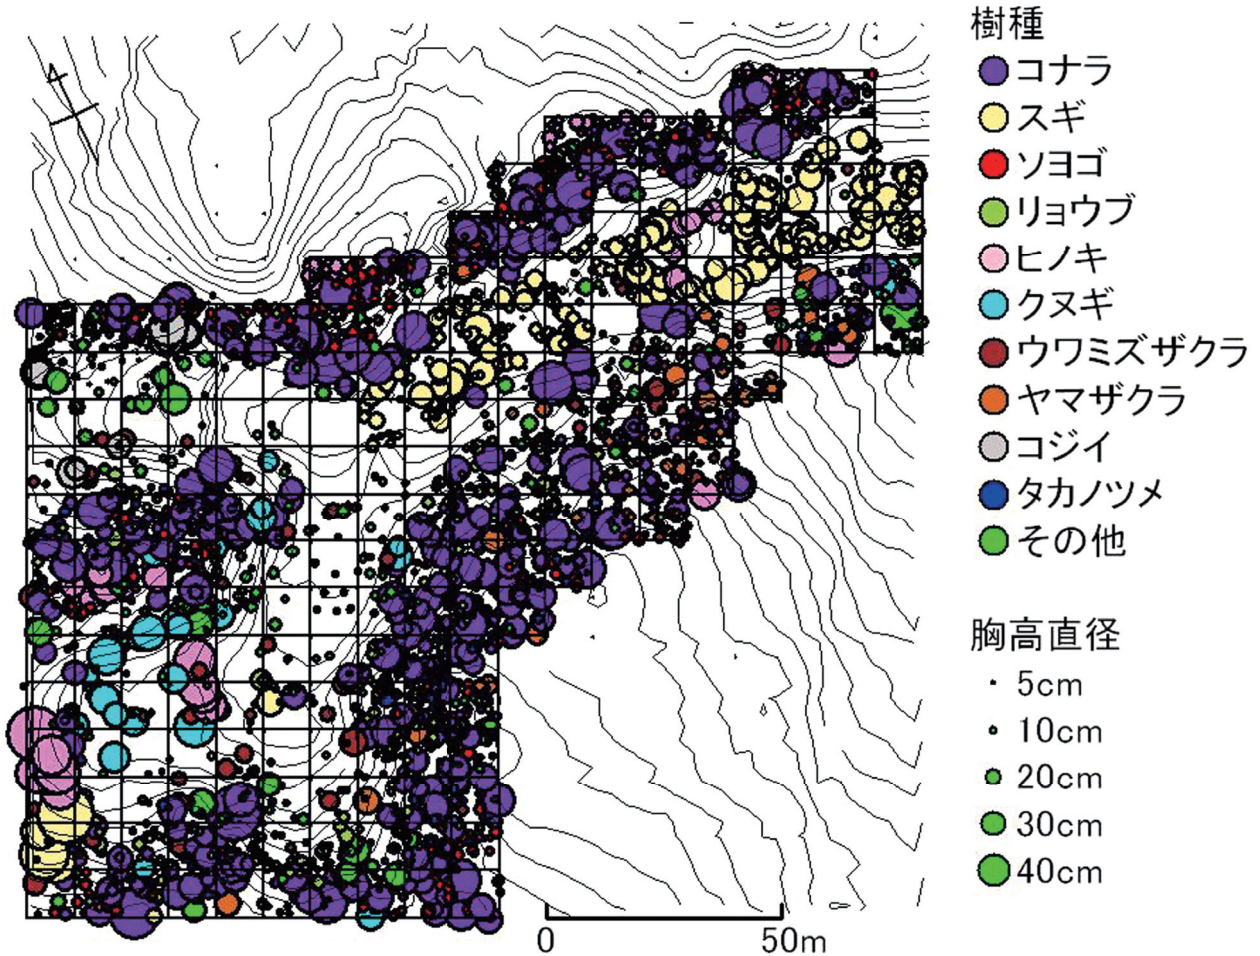 樹種
コナラ
スギ
ソヨゴ
リョウブ
ヒノキ
クヌギ
ウワミズザクラ
ヤマザクラ
コジイ
タカノツメ
その他
胸高直径
5cm
10cm
20cm
30cm
40cm
0 50m